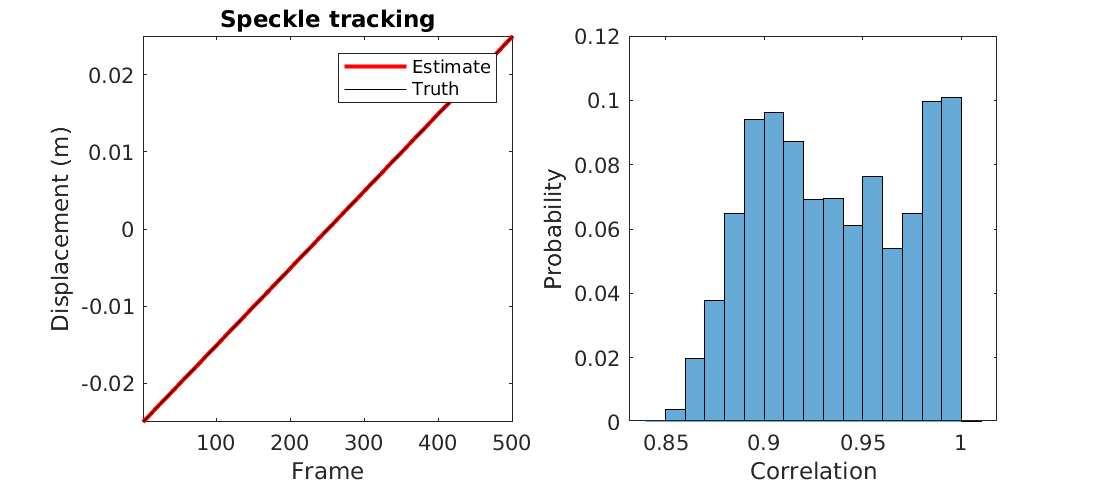 Speckle tracking
Estimate
Truth
Displacement (m)
0.02
0.01
0
-0.01
-0.02
100 200 300 400 500
Frame
Probability
0.12
0.1
0.08
0.06
0.04
0.02
0
0.85 0.9 0.95 1
Correlation